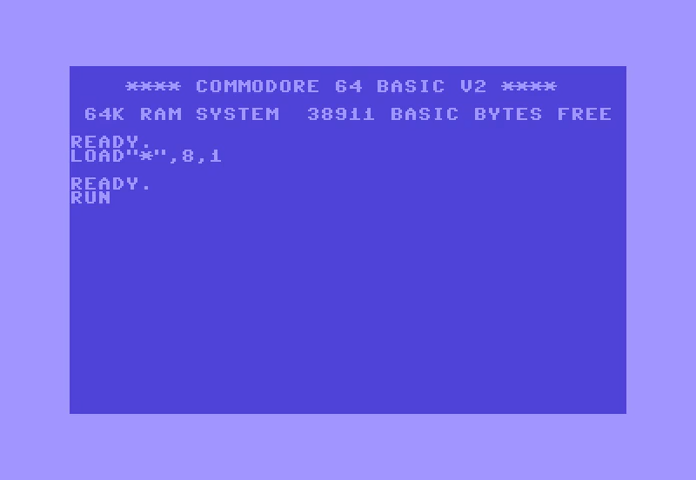 **** COMMODORE 64 BASIC V2 ****
64K RAM SYSTEM  38911 BASIC BYTES FREE
READY.
LOAD"*",8,1
READY.
RUN